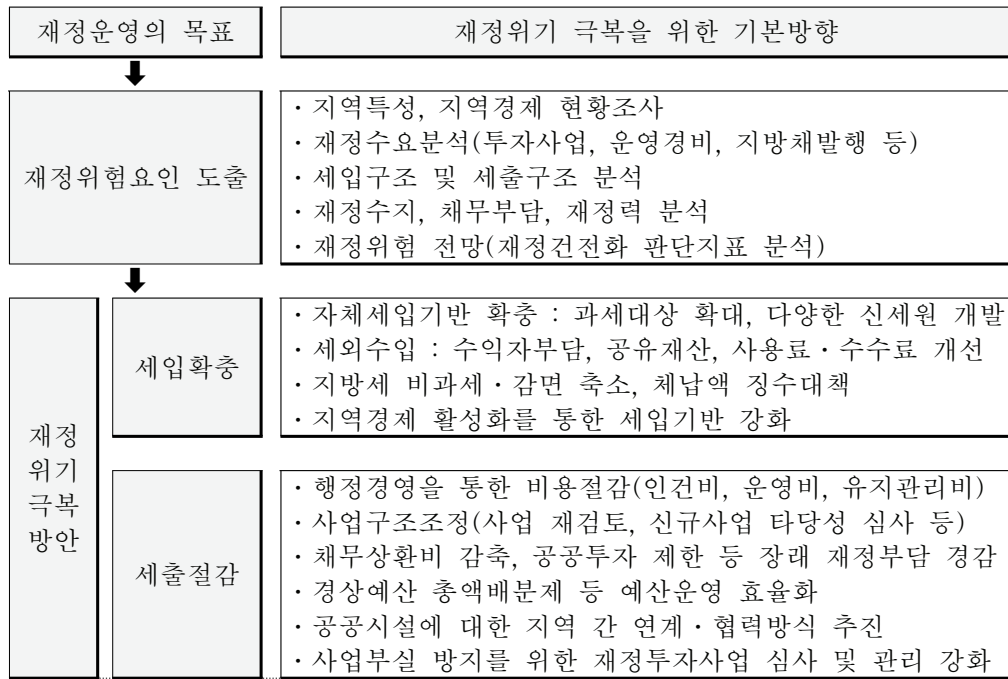 재정운영의 목표
재정위기 극복을 위한 기본방향
재정위험요인 도출
· 지역특성, 지역경제 현황조사
· 재정수요분석(투자사업, 운영경비, 지방채발행 등)
· 세입구조 및 세출구조 분석
· 재정수지, 채무부담, 재정력 분석
· 재정위험 전망(재정건전화 판단지표 분석)
재정
위기
극복
방안
세입확충
· 자체세입기반 확충 : 과세대상 확대, 다양한 신세원 개발
· 세외수입 : 수익자부담, 공유재산, 사용료·수수료 개선
· 지방세 비과세·감면 축소, 체납액 징수대책
· 지역경제 활성화를 통한 세입기반 강화
세출절감
· 행정경영을 통한 비용절감(인건비, 운영비, 유지관리비)
· 사업구조조정(사업 재검토, 신규사업 타당성 심사 등)
· 채무상환비 감축, 공공투자 제한 등 장래 재정부담 경감
· 경상예산 총액배분제 등 예산운영 효율화
· 공공시설에 대한 지역 간 연계·협력방식 추진
· 사업부실 방지를 위한 재정투자사업 심사 및 관리 강화